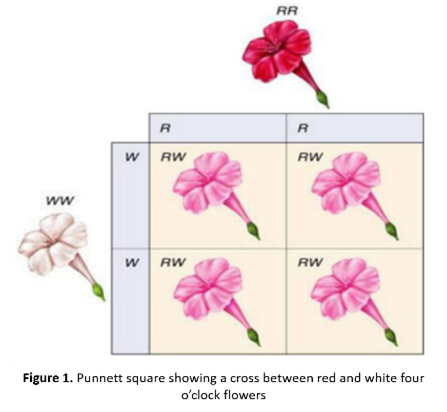 RR
R R
W RW RW
WW
W RW RW
Figure 1. Punnett square showing a cross between red and white four
o'clock flowers